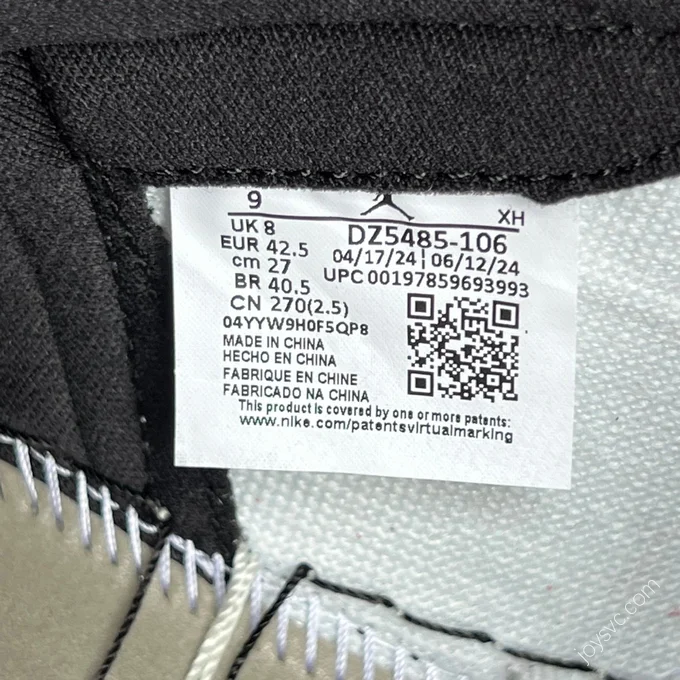 9
XH
UK 8
DZ5485-106
EUR 42.5
04/17/24 | 06/12/24
cm 27
UPC 00197859693993
BR 40.5
CN 270(2.5)
04YYW9H0F5QP8
MADE IN CHINA
HECHO EN CHINA
FABRIQUE EN CHINE
FABRICADO NA CHINA
This product is covered by one or more patents:
www.nike.com/patentsvirtualmarking
joysvc.com